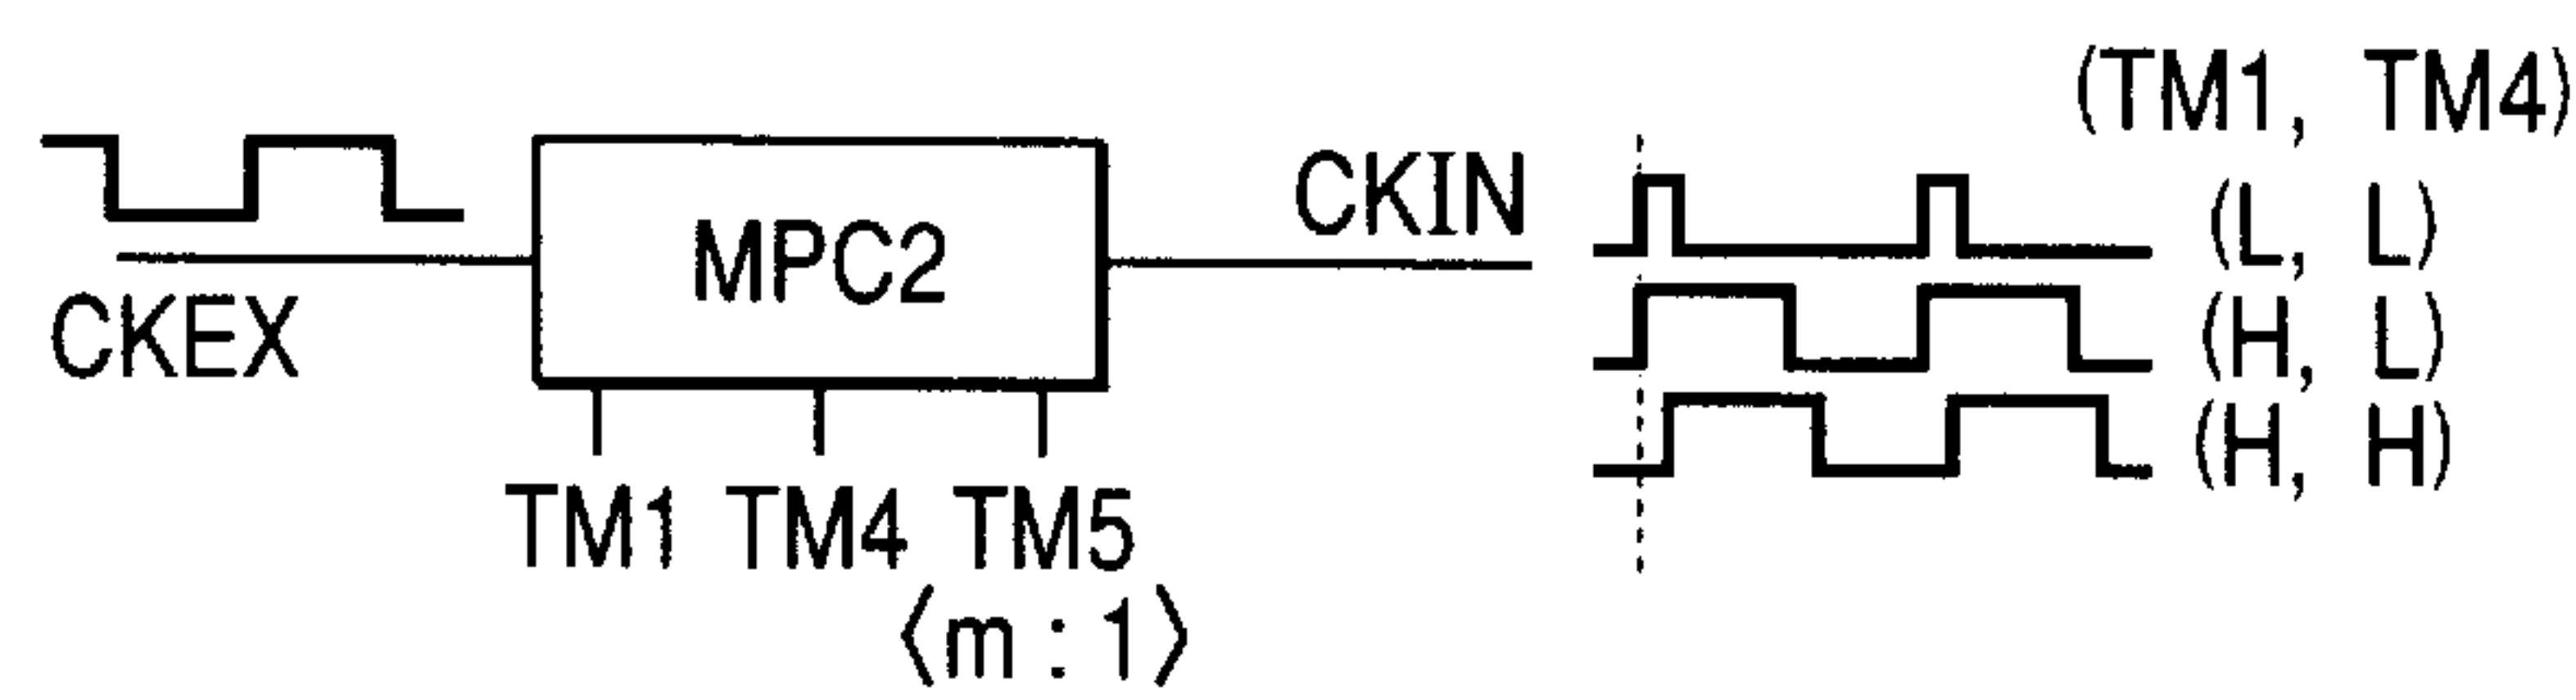 (TM1, TM4)
CKIN
(L, L)
MPC2
CKEX
(H, L)
(H, H)
TM1 TM4 TM5
〈m : 1〉